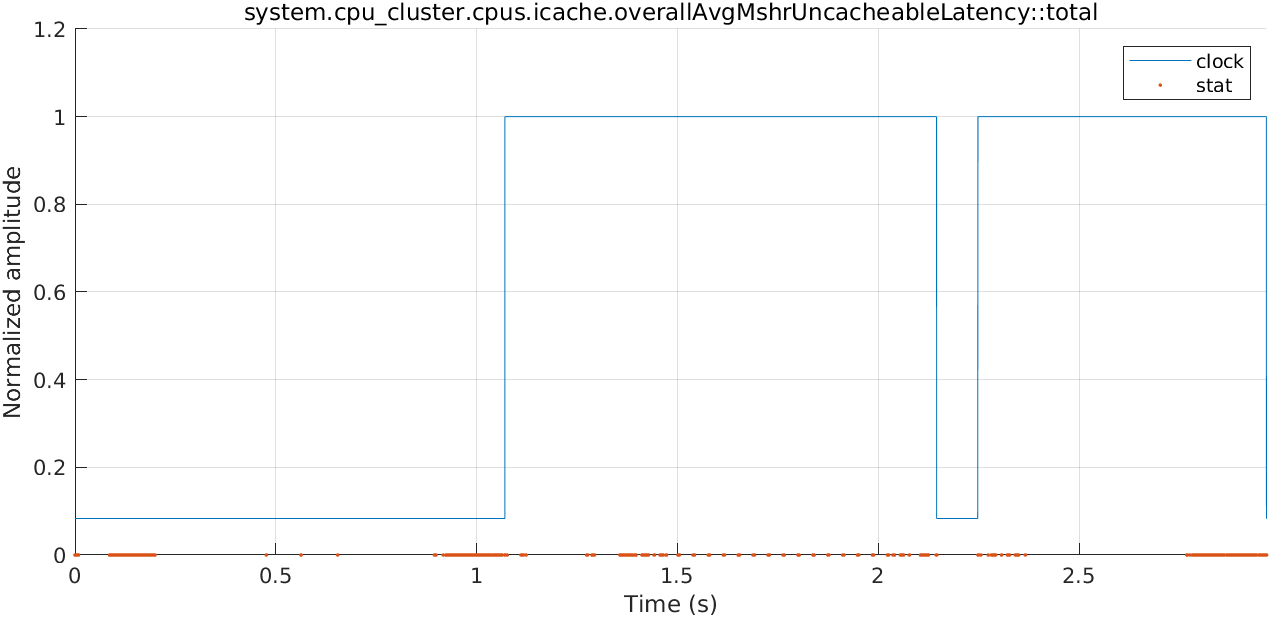 system.cpu_cluster.cpus.icache.overallAvgMshrUncacheableLatency::total
1.2
1
0.8
0.6
0.4
0.2
0
Normalized amplitude
clock
stat
0
0.5
1
1.5
2
2.5
Time (s)